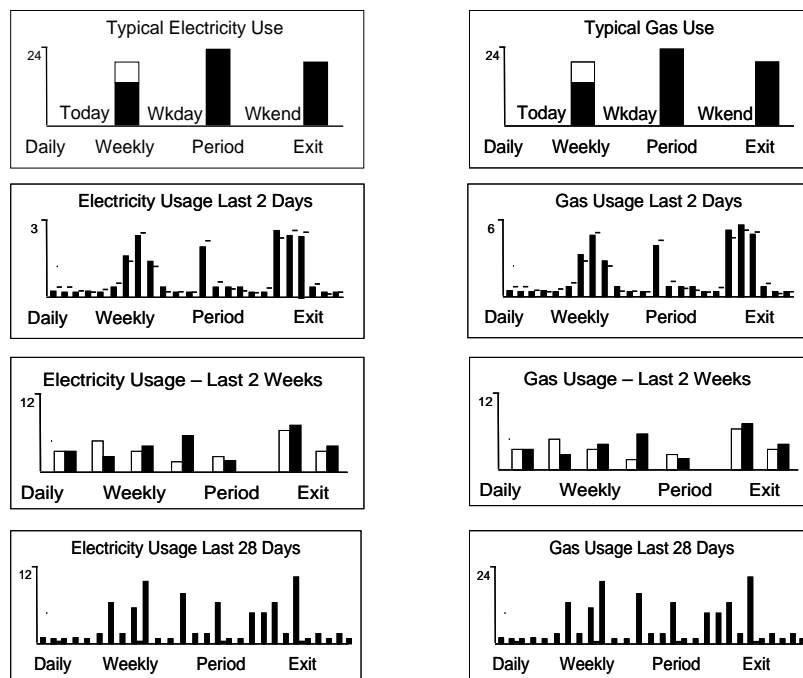 Typical Electricity Use
24
Today Wkday Wkend
Daily Weekly Period Exit
Typical Gas Use
24
Today Wkday Wkend
Daily Weekly Period Exit
Electricity Usage Last 2 Days
3
Daily Weekly Period Exit
Gas Usage Last 2 Days
6
Daily Weekly Period Exit
Electricity Usage – Last 2 Weeks
12
Daily Weekly Period Exit
Gas Usage – Last 2 Weeks
12
Daily Weekly Period Exit
Electricity Usage Last 28 Days
12
Daily Weekly Period Exit
Gas Usage Last 28 Days
24
Daily Weekly Period Exit